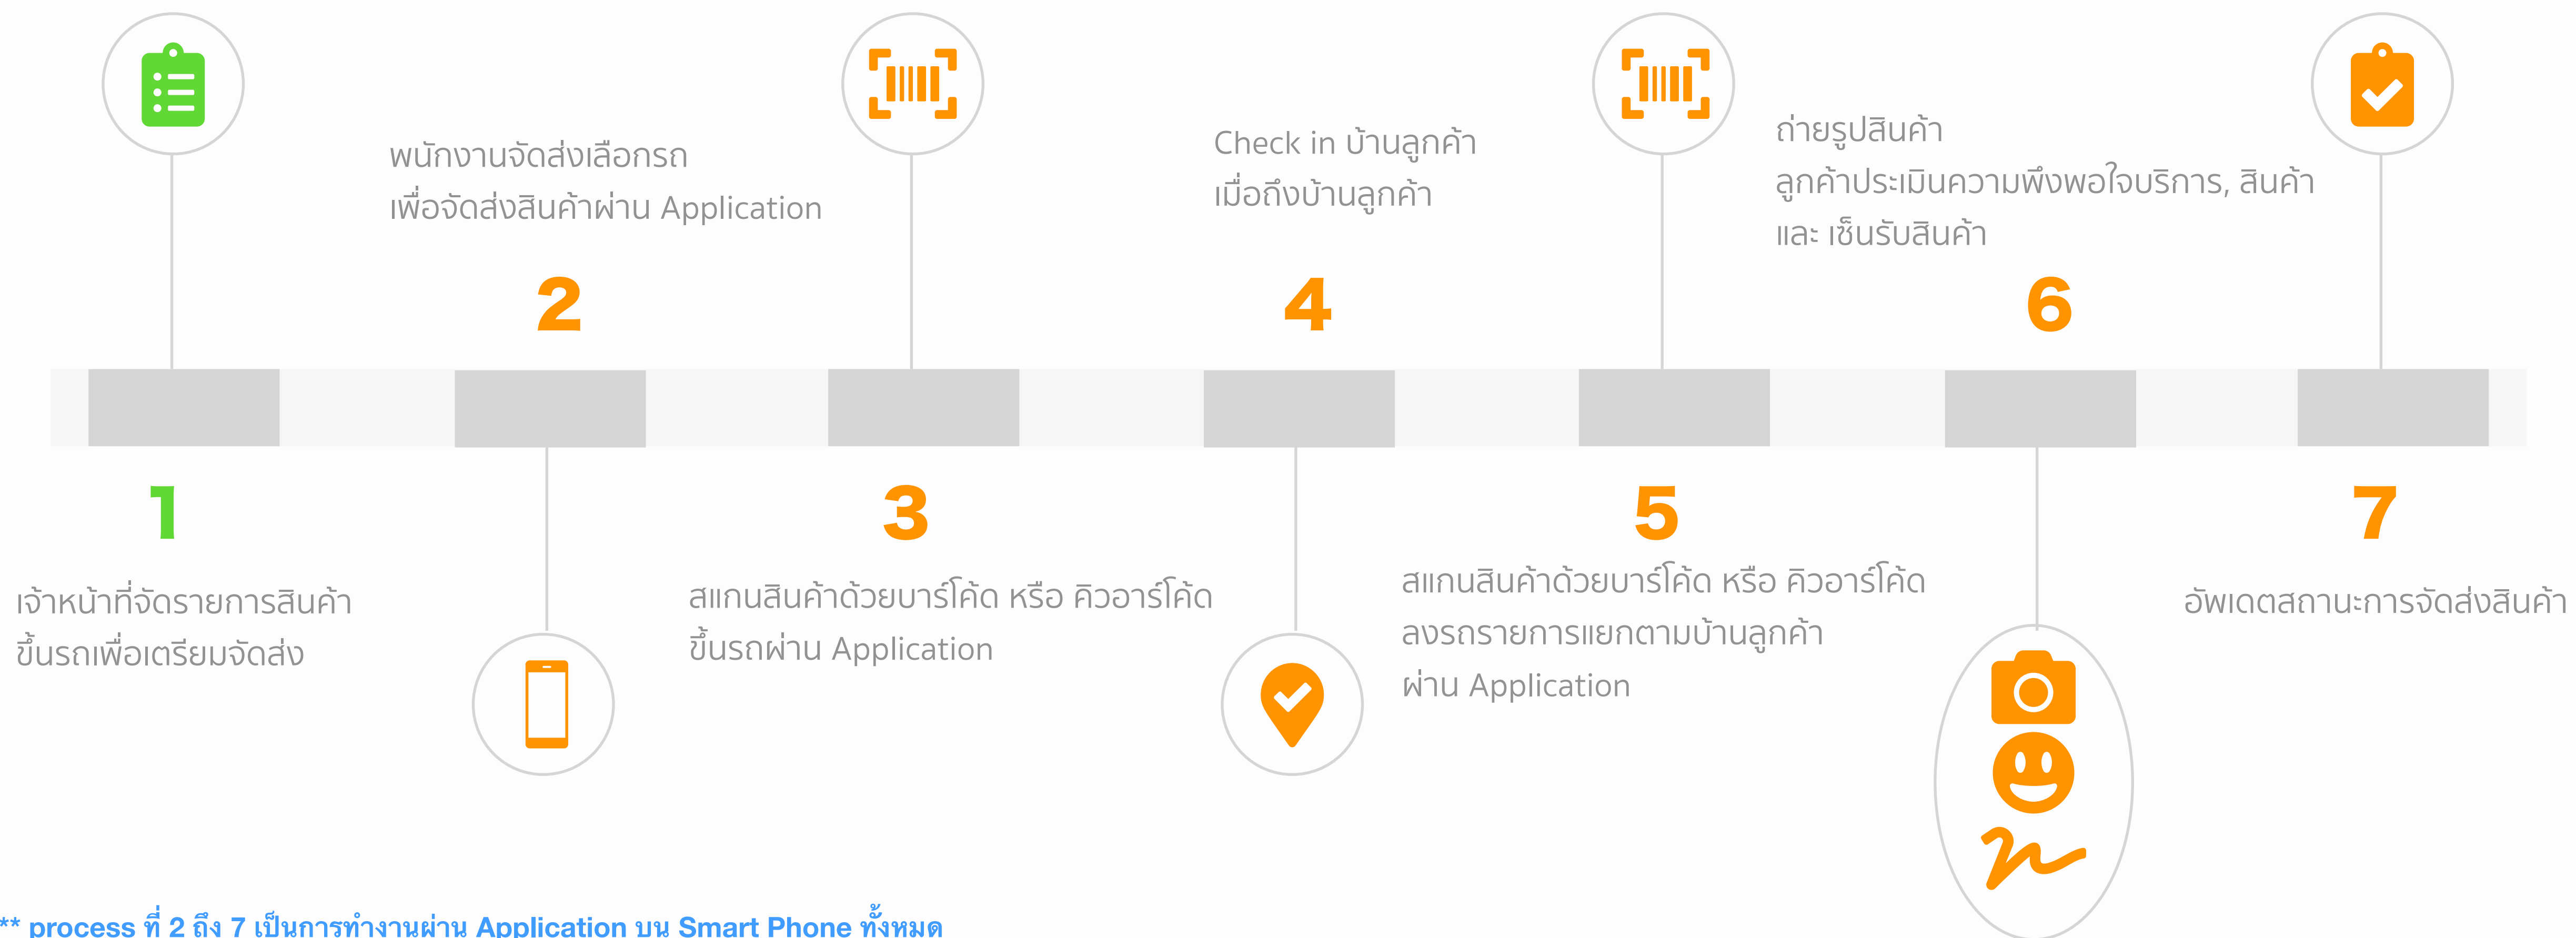 1
เจ้าหน้าที่จัดรายการสินค้า
ขึ้นรถเพื่อเตรียมจัดส่ง
พนักงานจัดส่งเลือกรถ
เพื่อจัดส่งสินค้าผ่าน Application
2
3
สแกนสินค้าด้วยบาร์โค้ด หรือ คิวอาร์โค้ด
ขึ้นรถผ่าน Application
Check in บ้านลูกค้า
เมื่อถึงบ้านลูกค้า
4
5
สแกนสินค้าด้วยบาร์โค้ด หรือ คิวอาร์โค้ด
ลงรถรายการแยกตามบ้านลูกค้า
ผ่าน Application
ถ่ายรูปสินค้า
ลูกค้าประเมินความพึงพอใจบริการ, สินค้า
และ เซ็นรับสินค้า
6
7
อัพเดตสถานะการจัดส่งสินค้า
** process ที่ 2 ถึง 7 เป็นการทำงานผ่าน Application บน Smart Phone ทั้งหมด